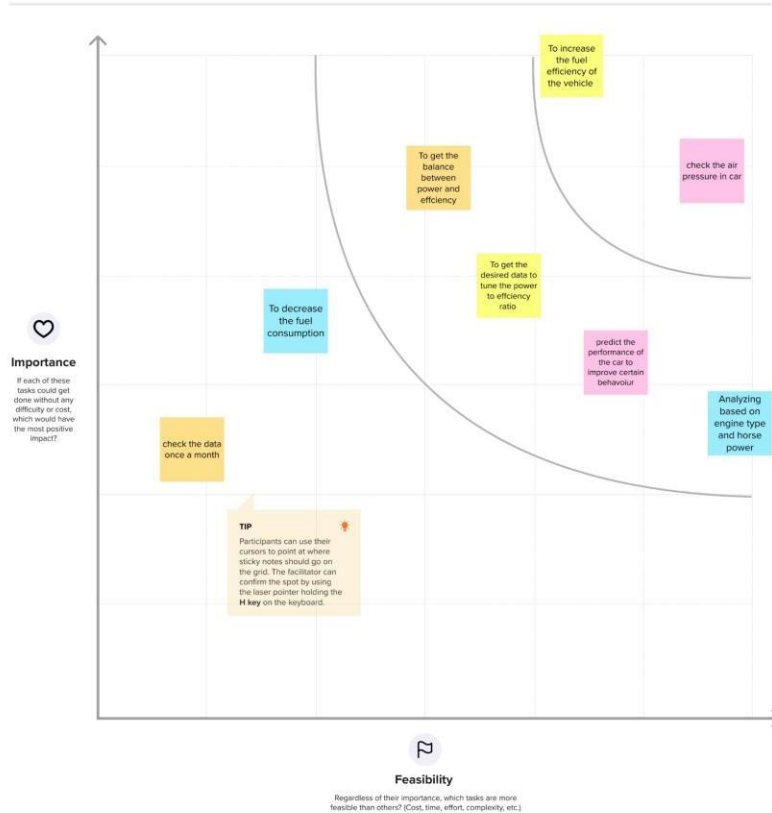 To increase
the fuel
efficiency of
the vehicle
To get the
balance
between
power and
effciency
check the air
pressure in car
To get the
desired data to
tune the power
to effciency
ratio
To decrease
the fuel
consumption
predict the
performance of
the car to
improve certain
behavoiur
Analyzing
based on
engine type
and horse
power
Importance
If each of these
tasks could get
done without any
difficulty or cost,
which would have
the most positive
impact?
check the data
once a month
TIP
Participants can use their
cursors to point at where
sticky notes should go on
the grid. The facilitator can
confirm the spot by using
the laser pointer holding the
H key on the keyboard.
Feasibility
Regardless of their importance, which tasks are more
feasible than others? (Cost, time, effort, complexity, etc.)